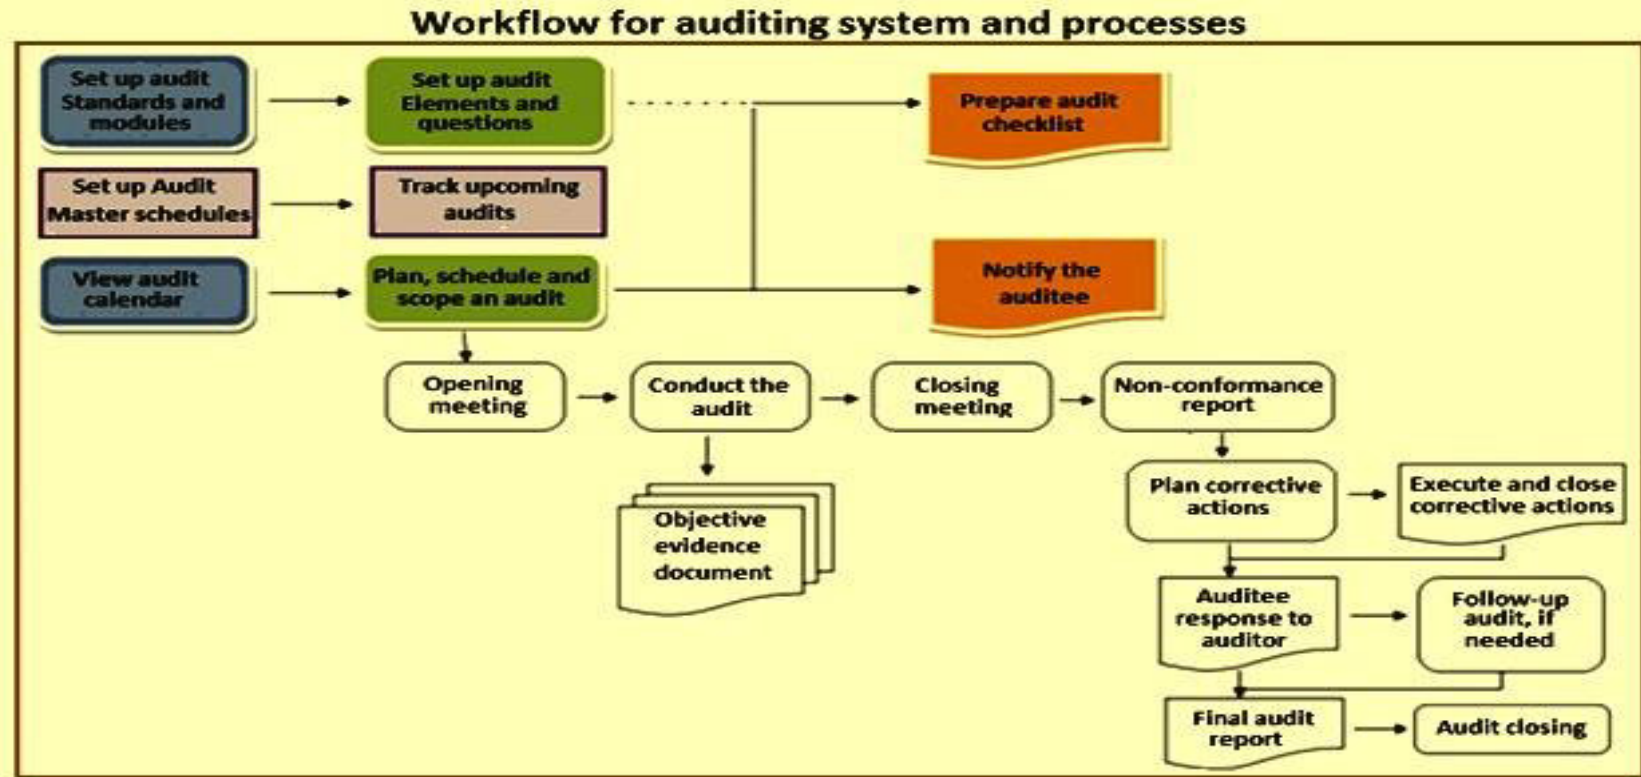 Workflow for auditing system and processes
Set up audit
Standards and
modules
Set up audit
Elements and
questions
Prepare audit
checklist
Set up Audit
Master schedules
Track upcoming
audits
View audit
calendar
Plan, schedule and
scope an audit
Notify the
auditee
Opening
meeting
Conduct the
audit
Closing
meeting
Non-conformance
report
Objective
evidence
document
Plan corrective
actions
Execute and close
corrective actions
Auditee
response to
auditor
Follow-up
audit, if
needed
Final audit
report
Audit closing